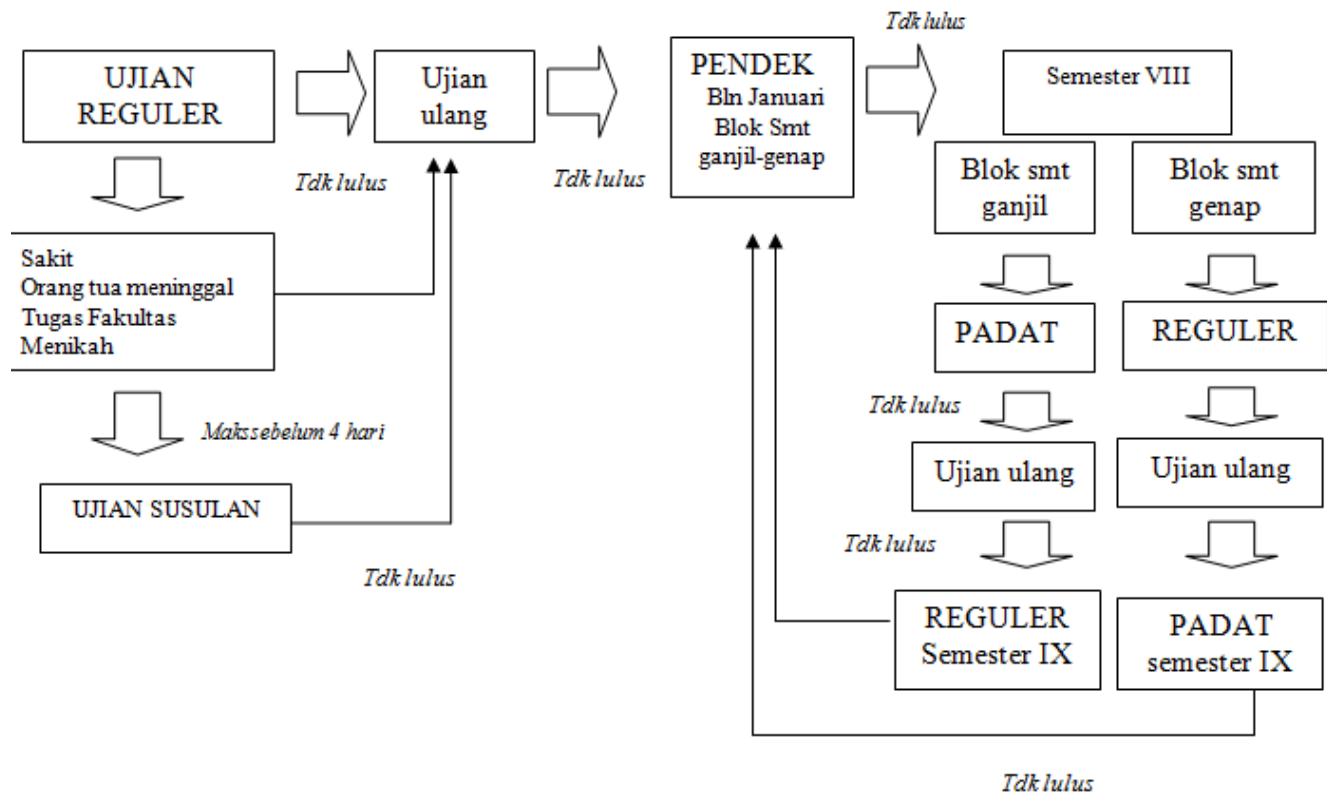 Tdk lulus
UJIAN
REGULER
Ujian
ulang
PENDEK
Bln Januari
Blok Smt
ganjil-genap
Semester VIII
Tdk lulus
Tdk lulus
Blok smt
ganjil
Blok smt
genap
Sakit
Orang tua meninggal
Tugas Fakultas
Menikah
PADAT
REGULER
Tdk lulus
Maks sebelum 4 hari
Ujian ulang
Ujian ulang
UJIAN SUSULAN
Tdk lulus
Tdk lulus
REGULER
Semester IX
PADAT
semester IX
Tdk lulus